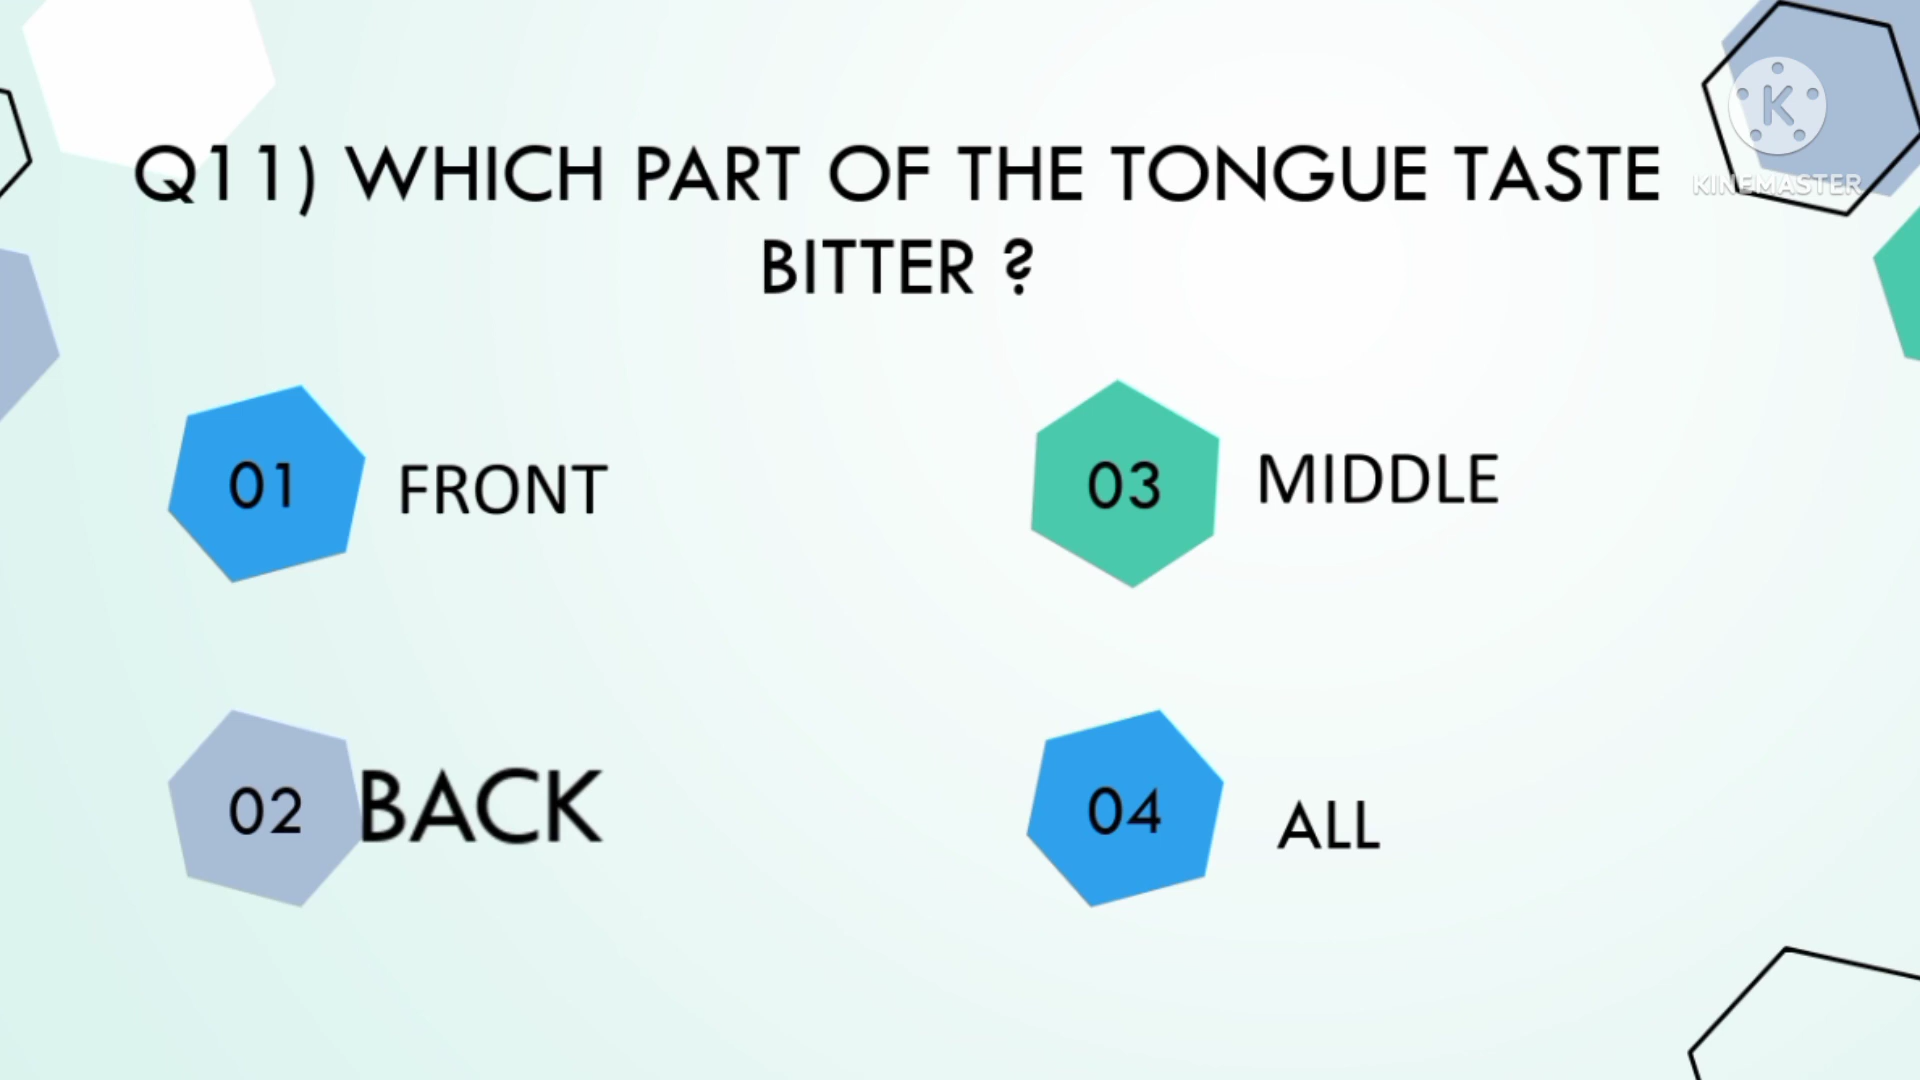 Q11) WHICH PART OF THE TONGUE TASTE
BITTER ?
01 FRONT
03 MIDDLE
02 BACK
04 ALL
K
KINEMASTER